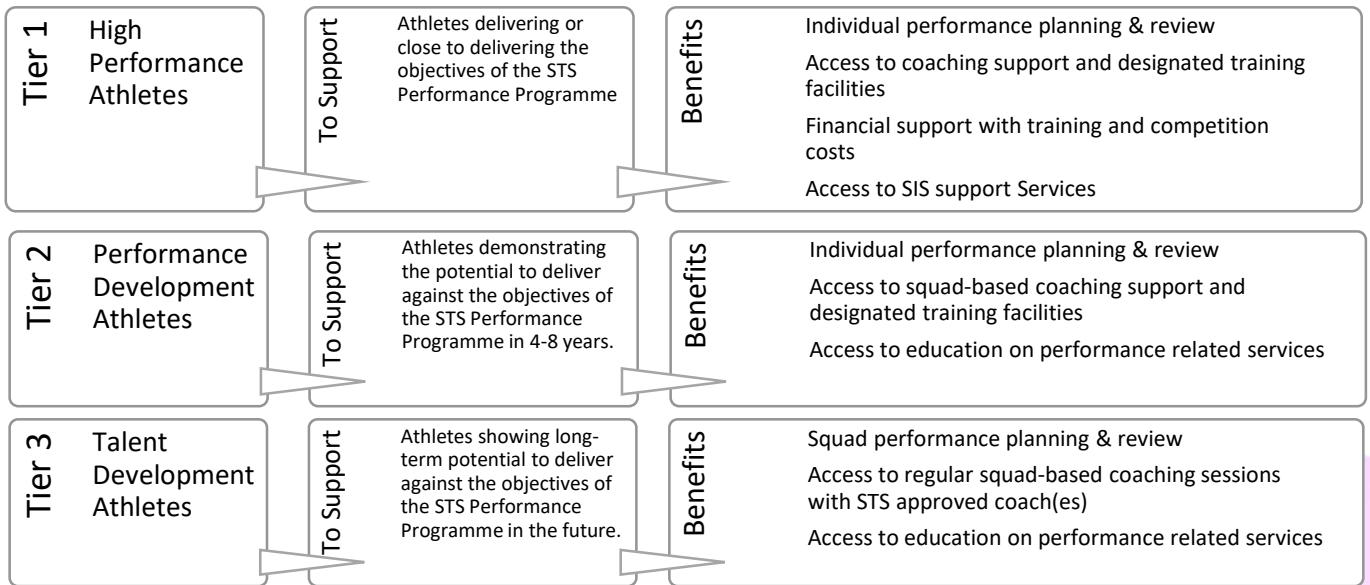 Tier 1
High
Performance
Athletes
To Support
Athletes delivering or
close to delivering the
objectives of the STS
Performance Programme
Benefits
Individual performance planning & review
Access to coaching support and designated training
facilities
Financial support with training and competition
costs
Access to SIS support Services
Tier 2
Performance
Development
Athletes
To Support
Athletes demonstrating
the potential to deliver
against the objectives of
the STS Performance
Programme in 4-8 years.
Benefits
Individual performance planning & review
Access to squad-based coaching support and
designated training facilities
Access to education on performance related services
Tier 3
Talent
Development
Athletes
To Support
Athletes showing long-
term potential to deliver
against the objectives of
the STS Performance
Programme in the future.
Benefits
Squad performance planning & review
Access to regular squad-based coaching sessions
with STS approved coach(es)
Access to education on performance related services